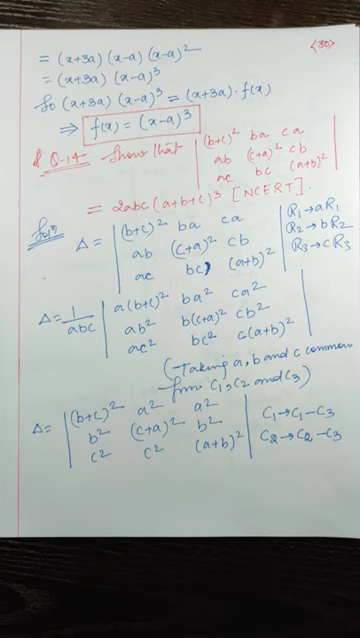 = (x+3a) (x-a) (x-a)²
<30>
= (x+3a) (x-a)³
So (x+3a) (x-a)³ = (x+3a)·f(x)
⇒ f(x) = (x-a)³
Q-14 Show that | (b+c)² ba ca |
| ab (c+a)² cb |
| ac bc (a+b)² |
= 2abc (a+b+c)³ [NCERT].
Soln Δ = | (b+c)² ba ca | R₁→aR₁
| ab (c+a)² cb | R₂→bR₂
| ac bc (a+b)² | R₃→cR₃
Δ = 1/abc | a(b+c)² ba² ca² |
| ab² b(c+a)² cb² |
| ac² bc² c(a+b)² |
(Taking a, b and c common
from C₁, C₂ and C₃)
Δ = | (b+c)² a² a² | C₁→C₁-C₃
| b² (c+a)² b² | C₂→C₂-C₃
| c² c² (a+b)² |